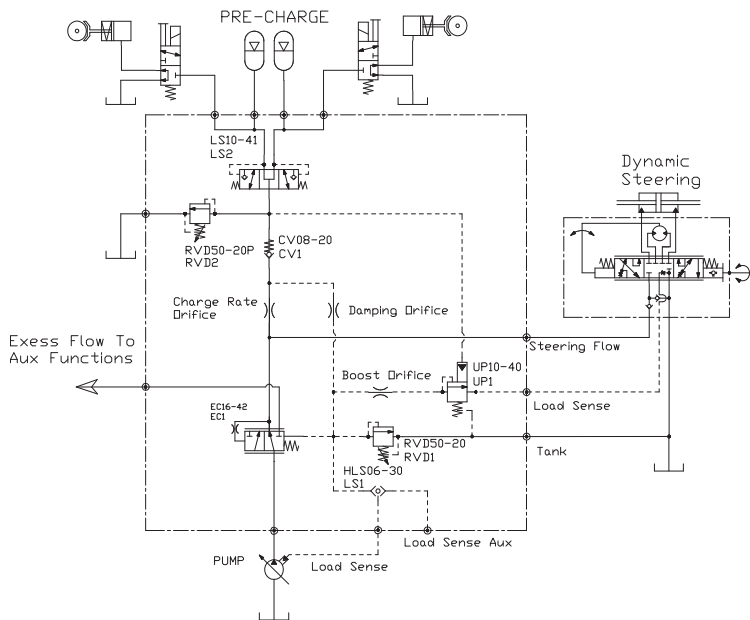 PRE-CHARGE
LS10-41
LS2
Dynamic
Steering
RVD50-20P
RVD2
CV08-20
CV1
Charge Rate
Orifice
Damping Orifice
Exess Flow To
Aux Functions
Steering Flow
Boost Orifice
UP10-40
UP1
Load Sense
EC16-42
EC1
RVD50-20
RVD1
Tank
HLS06-30
LS1
Load Sense Aux
PUMP
Load Sense